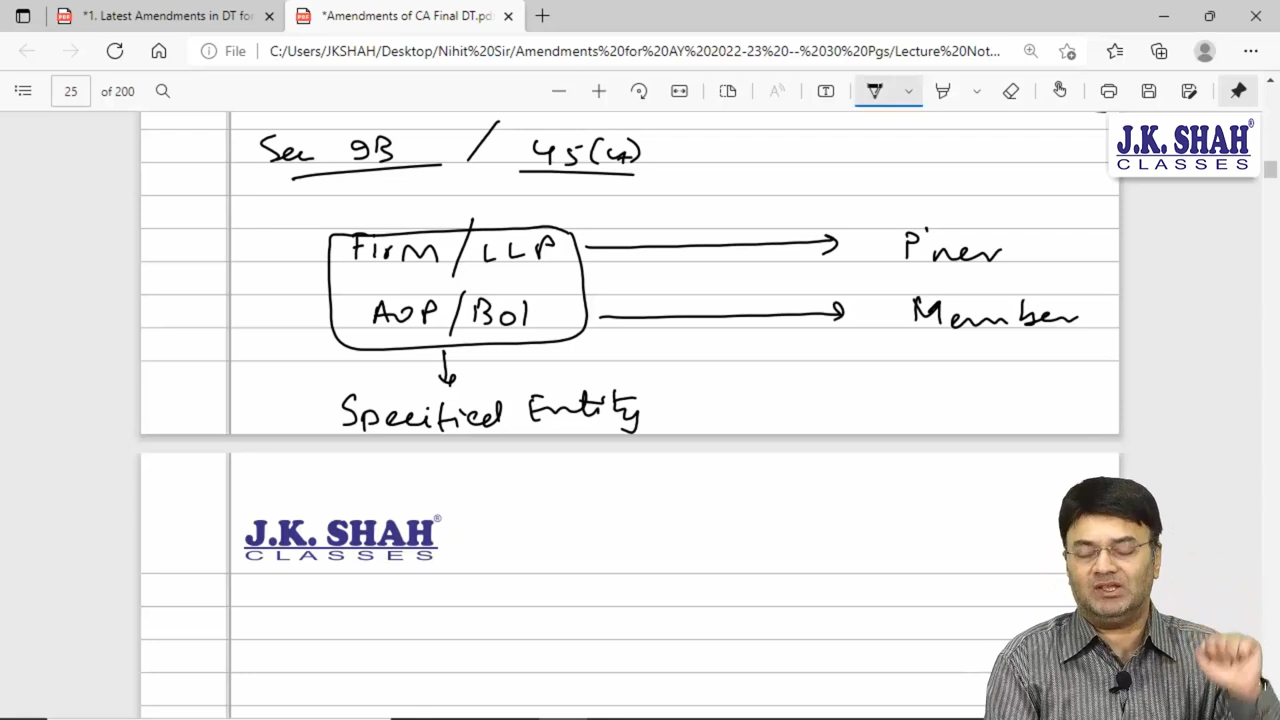 *1. Latest Amendments in DT for
*Amendments of CA Final DT.pd
File C:/Users/JKSHAH/Desktop/Nihit%20Sir/Amendments%20for%20AY%202022-23%20--%2030%20Pgs/Lecture%20Not...
25 of 200
J.K. SHAH®
CLASSES
Sec 9B / 45(4)
Firm / LLP P'ner
AOP / BOI Member
Specified Entity
J.K. SHAH®
CLASSES